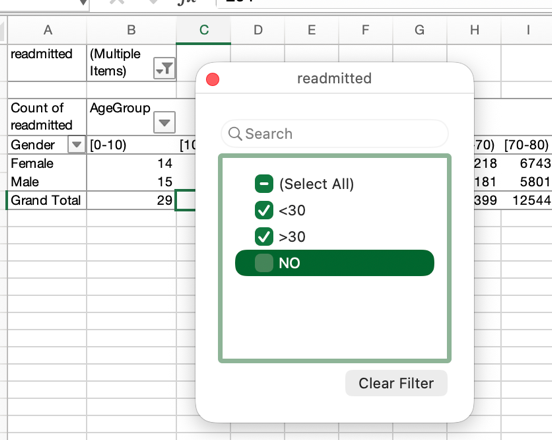 A B C D E F G H I
readmitted (Multiple Items)
readmitted
Search
Count of readmitted AgeGroup
Gender [0-10) [10 -70) [70-80)
Female 14 218 6743
Male 15 181 5801
Grand Total 29 399 12544
(Select All)
<30
>30
NO
Clear Filter